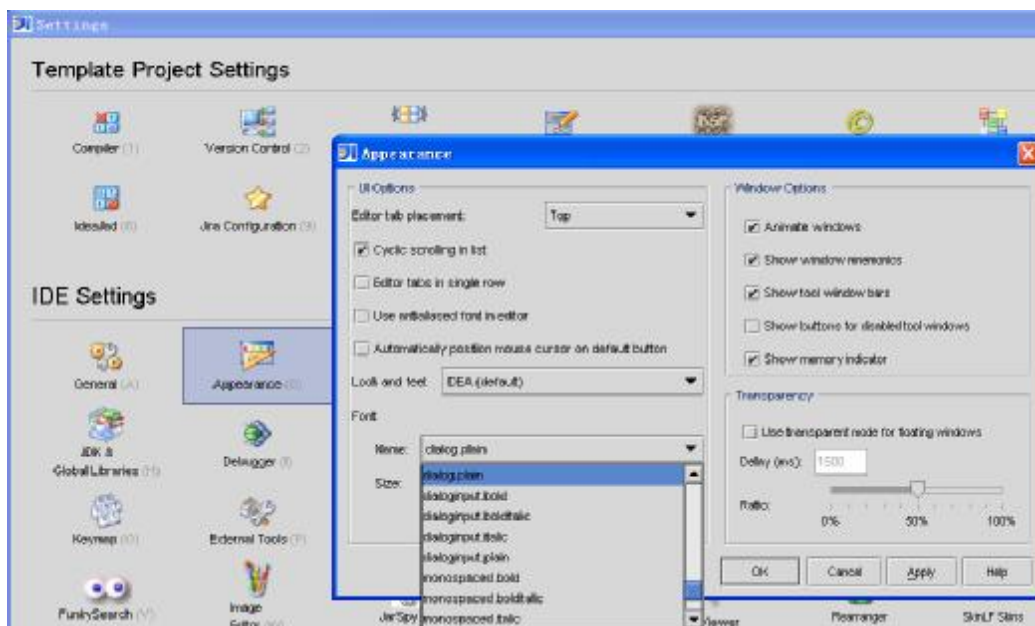 Settings
Template Project Settings
Compiler (1)
Version Control (2)
IdeaJad (8)
Jira Configuration (9)
IDE Settings
General (A)
Appearance
JDK &
Global Libraries (H)
Debugger (I)
Keymap (O)
External Tools (P)
FunkySearch (V)
Image
Editor
JarSpy
Viewer
Rearranger
SkinLF Skins
Appearance
UI Options
Editor tab placement:
Top
Cyclic scrolling in list
Editor tabs in single row
Use antialiased font in editor
Automatically position mouse cursor on default button
Look and feel:
IDEA (default)
Font
Name:
dialog.plain
Size:
dialog.plain
dialoginput.bold
dialoginput.bolditalic
dialoginput.italic
dialoginput.plain
monospaced.bold
monospaced.bolditalic
monospaced.italic
Window Options
Animate windows
Show window mnemonics
Show tool window bars
Show buttons for disabled tool windows
Show memory indicator
Transparency
Use transparent mode for floating windows
Delay (ms):
1500
Ratio:
0%
50%
100%
OK
Cancel
Apply
Help